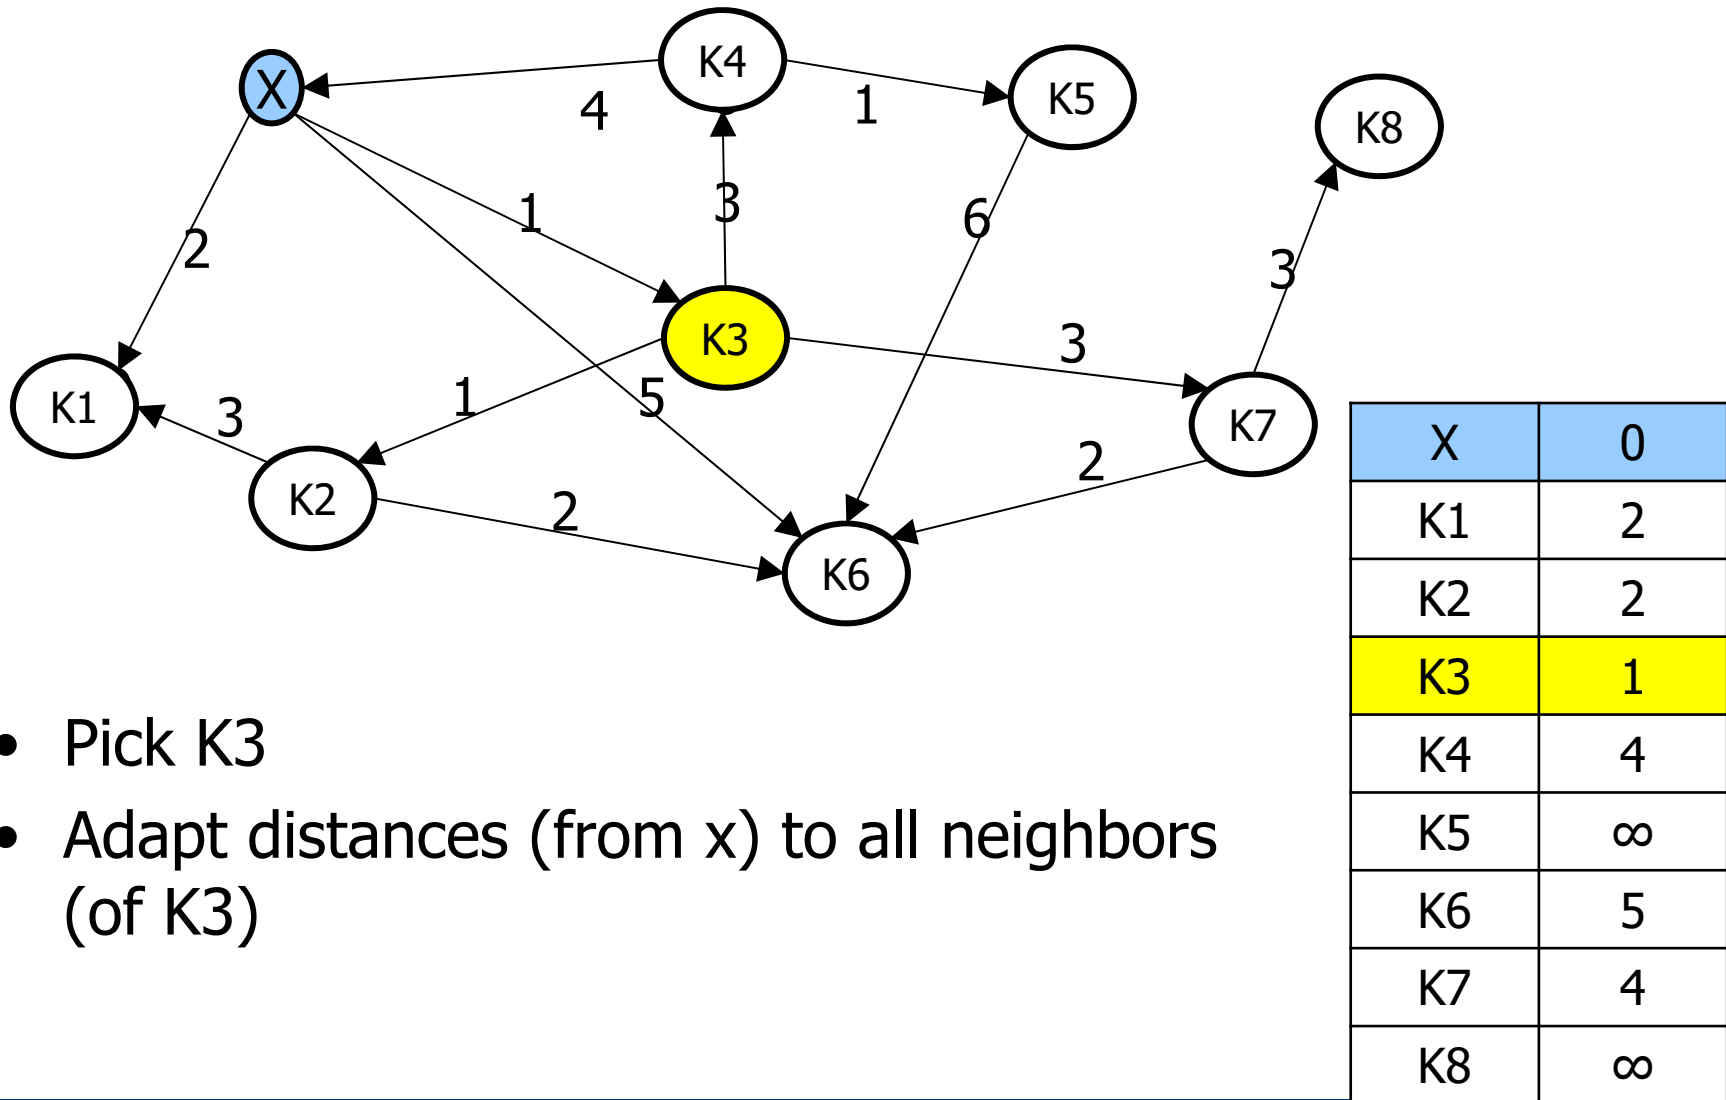 K4
X
K5
K8
4
1
1
3
6
2
3
K3
3
K1
3
1
5
K7
2
K2
2
K6
X 0
K1 2
K2 2
K3 1
K4 4
K5 ∞
K6 5
K7 4
K8 ∞
• Pick K3
• Adapt distances (from x) to all neighbors
(of K3)